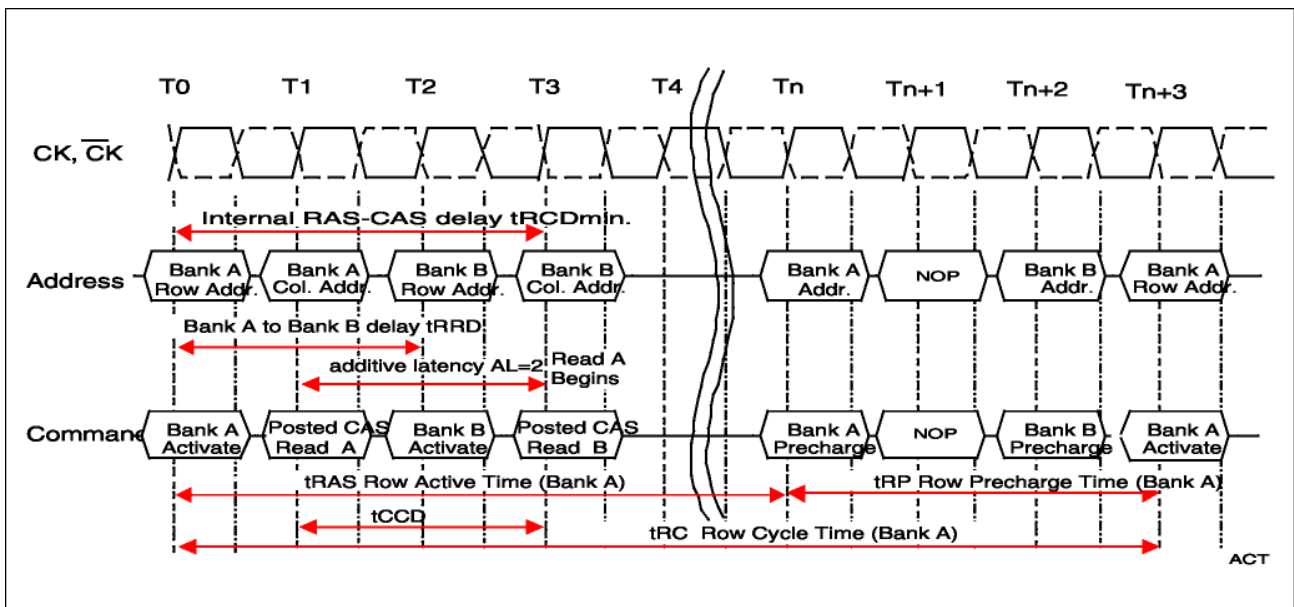 T0 T1 T2 T3 T4 Tn Tn+1 Tn+2 Tn+3
CK, CK
Internal RAS-CAS delay tRCDmin.
Address
Bank A
Row Addr.
Bank A
Col. Addr.
Bank B
Row Addr.
Bank B
Col. Addr.
Bank A
Addr.
NOP
Bank B
Addr.
Bank A
Row Addr.
Bank A to Bank B delay tRRD
additive latency AL=2
Read A
Begins
Command
Bank A
Activate
Posted CAS
Read A
Bank B
Activate
Posted CAS
Read B
Bank A
Precharge
NOP
Bank B
Precharge
Bank A
Activate
tRAS Row Active Time (Bank A)
tRP Row Precharge Time (Bank A)
tCCD
tRC Row Cycle Time (Bank A)
ACT